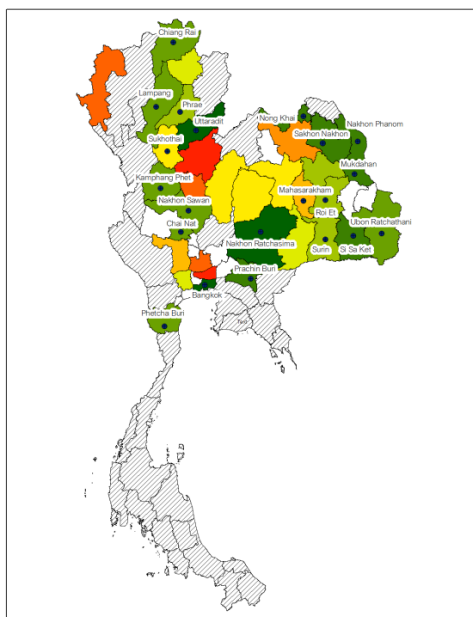 Chiang Rai
Lampang
Phrae
Uttaradit
Nong Khai
Nakhon Phanom
Sakhon Nakhon
Sukhothai
Mukdahan
Kamphang Phet
Mahasarakham
Nakhon Sawan
Roi Et
Chai Nat
Ubon Ratchathani
Nakhon Ratchasima
Surin
Si Sa Ket
Prachin Buri
Bangkok
Phetcha Buri